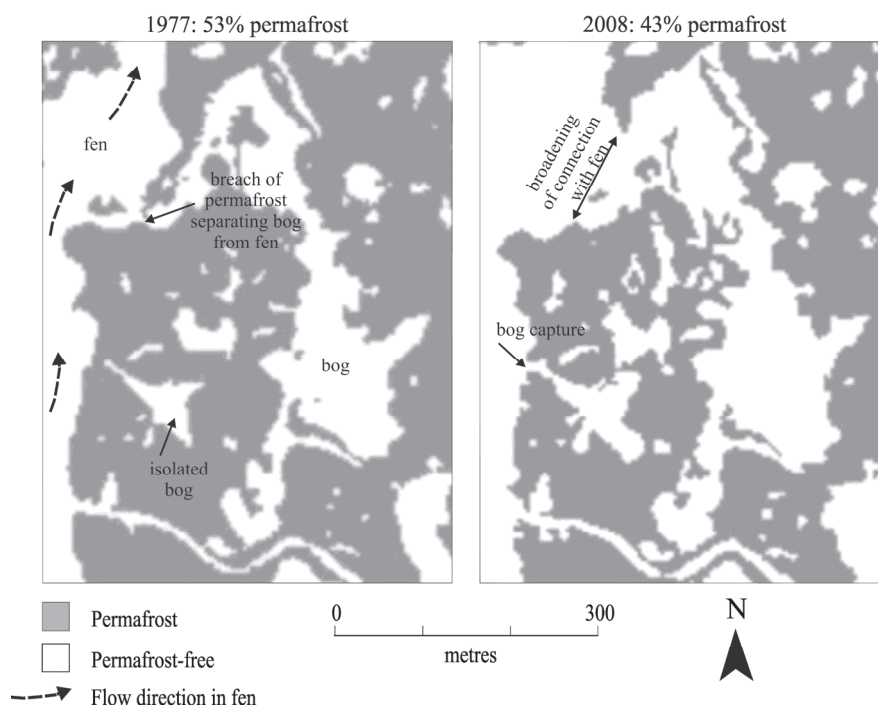 1977: 53% permafrost
2008: 43% permafrost
fen
breach of
permafrost
separating bog
from fen
bog
isolated
bog
broadening
of connection
with fen
bog capture
Permafrost
Permafrost-free
Flow direction in fen
0
300
metres
N